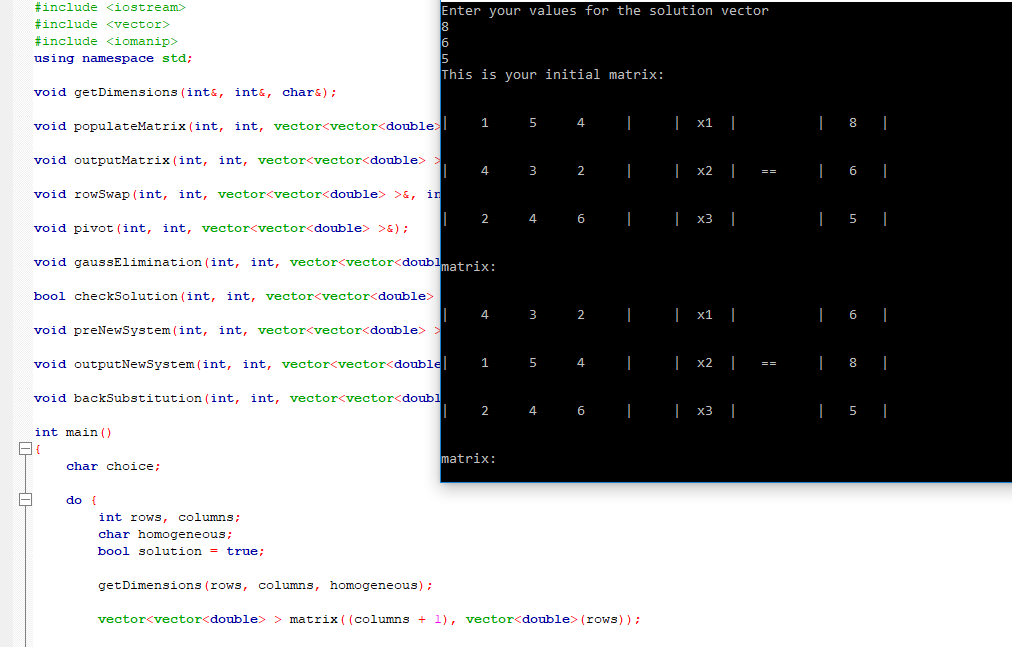 #include <iostream>
#include <vector>
#include <iomanip>
using namespace std;
void getDimensions(int&, int&, char&);
void populateMatrix(int, int, vector<vector<double>
void outputMatrix(int, int, vector<vector<double> >
void rowSwap(int, int, vector<vector<double> >&, in
void pivot(int, int, vector<vector<double> >&);
void gaussElimination(int, int, vector<vector<doubl
bool checkSolution(int, int, vector<vector<double>
void preNewSystem(int, int, vector<vector<double> >
void outputNewSystem(int, int, vector<vector<double
void backSubstitution(int, int, vector<vector<doubl
int main()
{
char choice;
do {
int rows, columns;
char homogeneous;
bool solution = true;
getDimensions(rows, columns, homogeneous);
vector<vector<double> > matrix((columns + 1), vector<double>(rows));
Enter your values for the solution vector
8
6
5
This is your initial matrix:
| 1 5 4 | | x1 | | 8 |
| 4 3 2 | | x2 | == | 6 |
| 2 4 6 | | x3 | | 5 |
matrix:
| 4 3 2 | | x1 | | 6 |
| 1 5 4 | | x2 | == | 8 |
| 2 4 6 | | x3 | | 5 |
matrix: